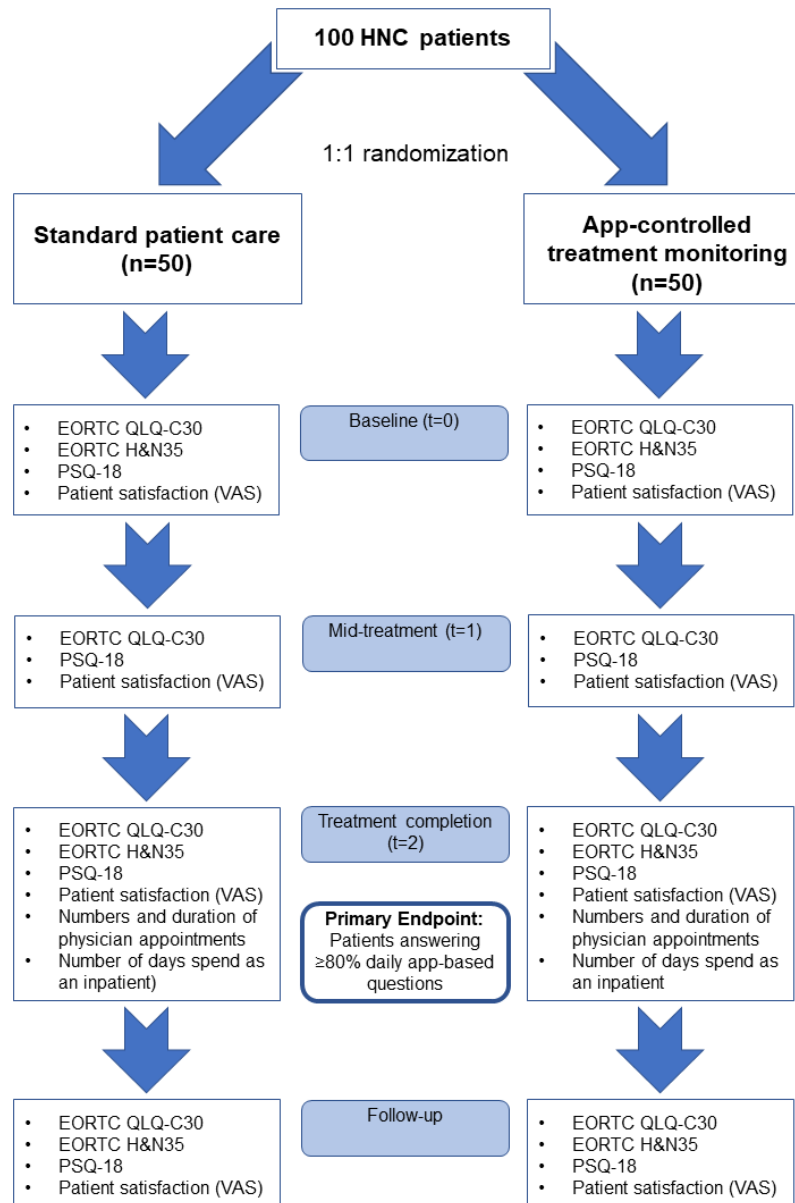 100 HNC patients
1:1 randomization
Standard patient care
(n=50)
App-controlled
treatment monitoring
(n=50)
• EORTC QLQ-C30
• EORTC H&N35
• PSQ-18
• Patient satisfaction (VAS)
Baseline (t=0)
• EORTC QLQ-C30
• EORTC H&N35
• PSQ-18
• Patient satisfaction (VAS)
• EORTC QLQ-C30
• PSQ-18
• Patient satisfaction (VAS)
Mid-treatment (t=1)
• EORTC QLQ-C30
• PSQ-18
• Patient satisfaction (VAS)
• EORTC QLQ-C30
• EORTC H&N35
• PSQ-18
• Patient satisfaction (VAS)
• Numbers and duration of
physician appointments
• Number of days spend as
an inpatient)
Treatment completion
(t=2)
Primary Endpoint:
Patients answering
≥80% daily app-based
questions
• EORTC QLQ-C30
• EORTC H&N35
• PSQ-18
• Patient satisfaction (VAS)
• Numbers and duration of
physician appointments
• Number of days spend as
an inpatient
• EORTC QLQ-C30
• EORTC H&N35
• PSQ-18
• Patient satisfaction (VAS)
Follow-up
• EORTC QLQ-C30
• EORTC H&N35
• PSQ-18
• Patient satisfaction (VAS)